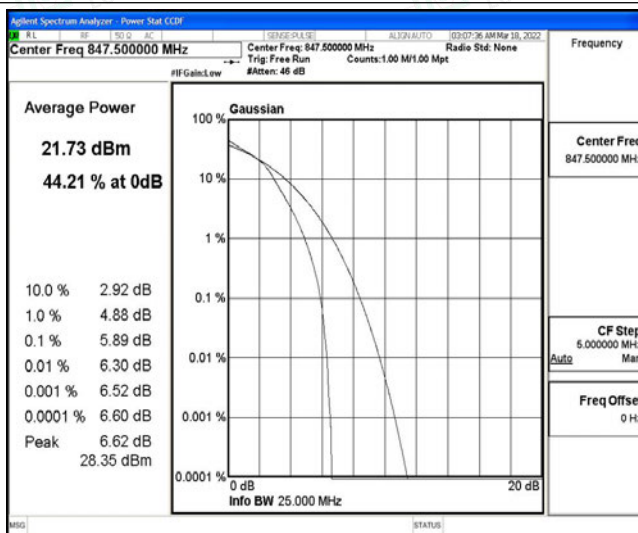 Agilent Spectrum Analyzer - Power Stat CCDF
RL RF 50 Ω AC SENSE:PULSE ALIGN AUTO 03:07:36 AM Mar 18, 2022
Center Freq 847.500000 MHz
Center Freq: 847.500000 MHz Radio Std: None
Trig: Free Run Counts:1.00 M/1.00 Mpt
#IFGain:Low #Atten: 46 dB
Frequency
Average Power
21.73 dBm
44.21 % at 0dB
10.0 % 2.92 dB
1.0 % 4.88 dB
0.1 % 5.89 dB
0.01 % 6.30 dB
0.001 % 6.52 dB
0.0001 % 6.60 dB
Peak 6.62 dB
28.35 dBm
Gaussian
100 %
10 %
1 %
0.1 %
0.01 %
0.001 %
0.0001 %
0 dB 20 dB
Info BW 25.000 MHz
Center Freq
847.500000 MHz
CF Step
5.000000 MHz
Auto Man
Freq Offset
0 Hz
MSG STATUS